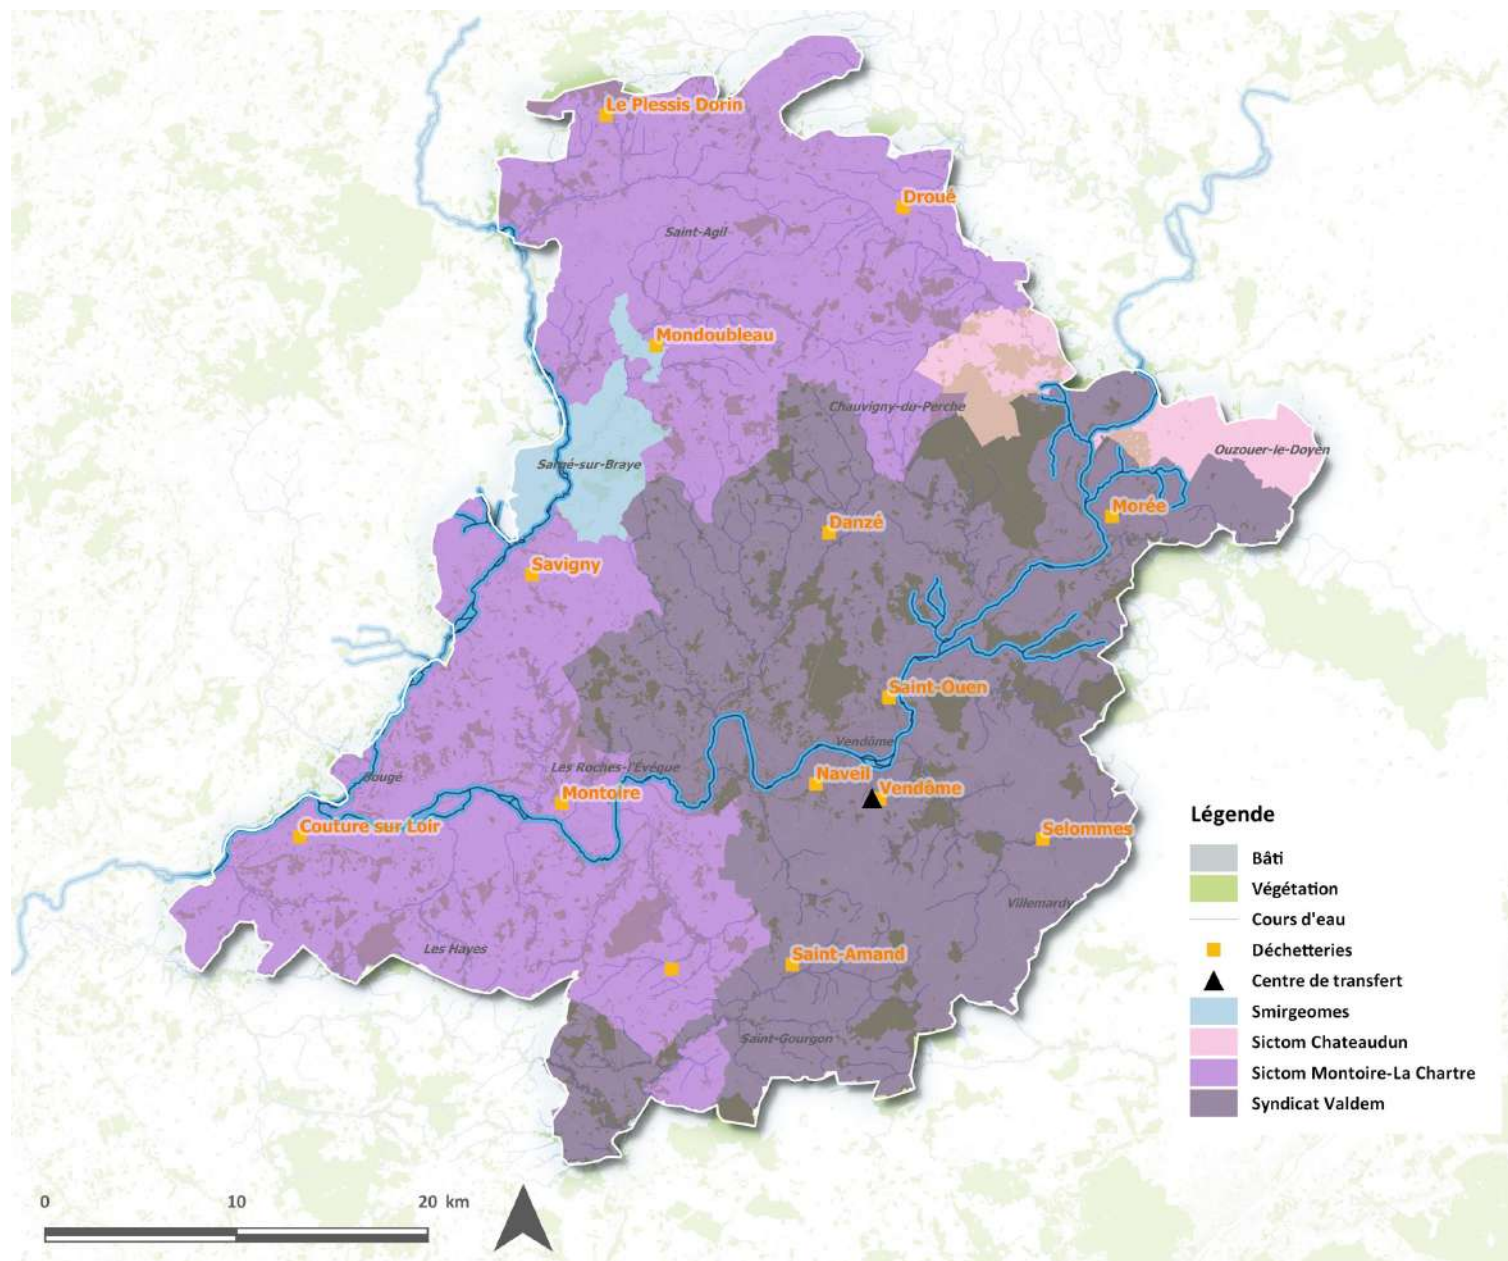 Le Plessis Dorin
Droué
Saint-Agil
Mondoubleau
Chauvigny-du-Perche
Ouzouer-le-Doyen
Sargé-sur-Braye
Morée
Danzé
Savigny
Saint-Ouen
Vendôme
Les Roches-l'Évêque
Naveil
Bougé
Vendôme
Montoire
Couture sur Loir
Selommes
Villemardy
Les Hayes
Saint-Amand
Saint-Gourgon
Légende
Bâti
Végétation
Cours d'eau
Déchetteries
Centre de transfert
Smirgeomes
Sictom Chateaudun
Sictom Montoire-La Chartre
Syndicat Valdem
0 10 20 km